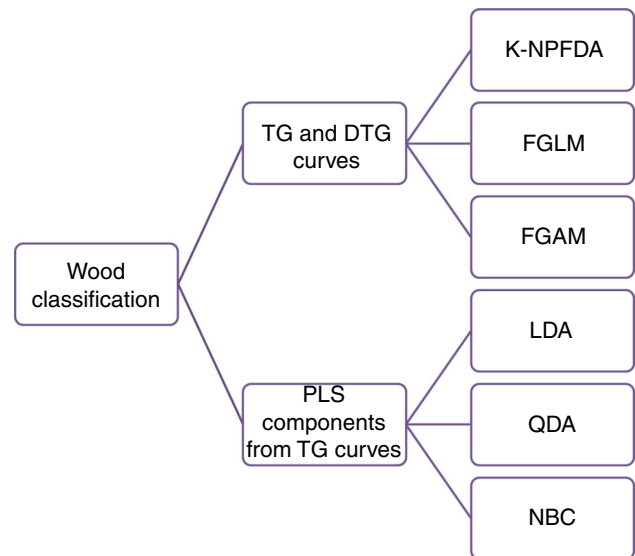 Wood
classification
TG and DTG
curves
K-NPFDA
FGLM
FGAM
PLS
components
from TG curves
LDA
QDA
NBC